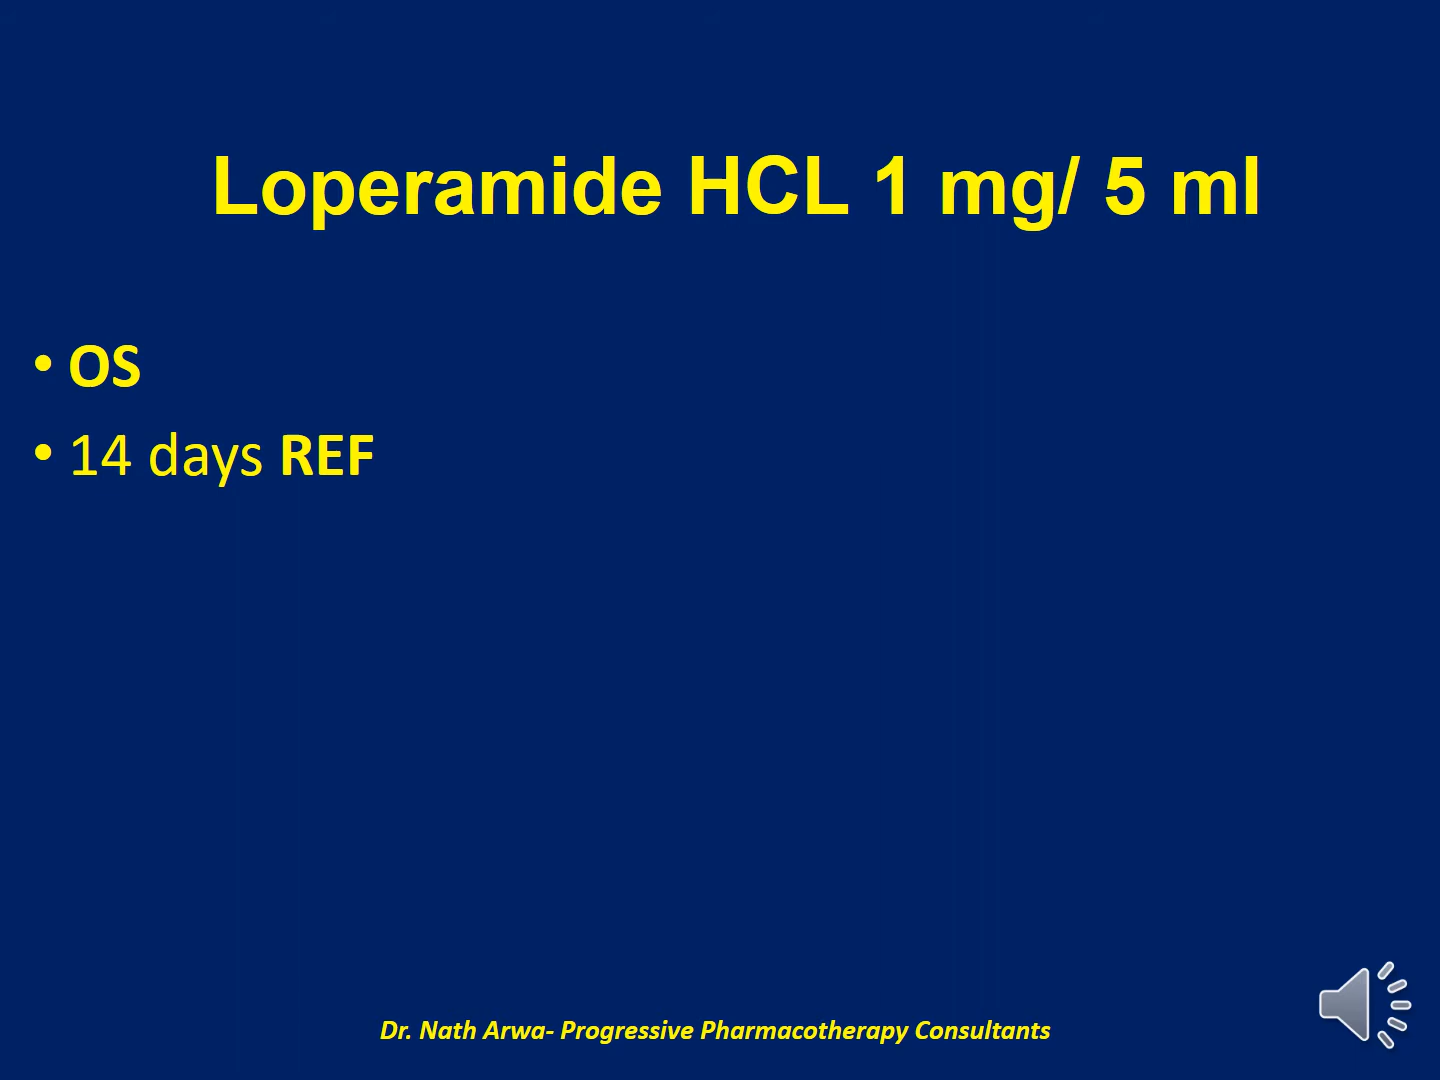 Loperamide HCL 1 mg/ 5 ml
• OS
• 14 days REF
Dr. Nath Arwa- Progressive Pharmacotherapy Consultants